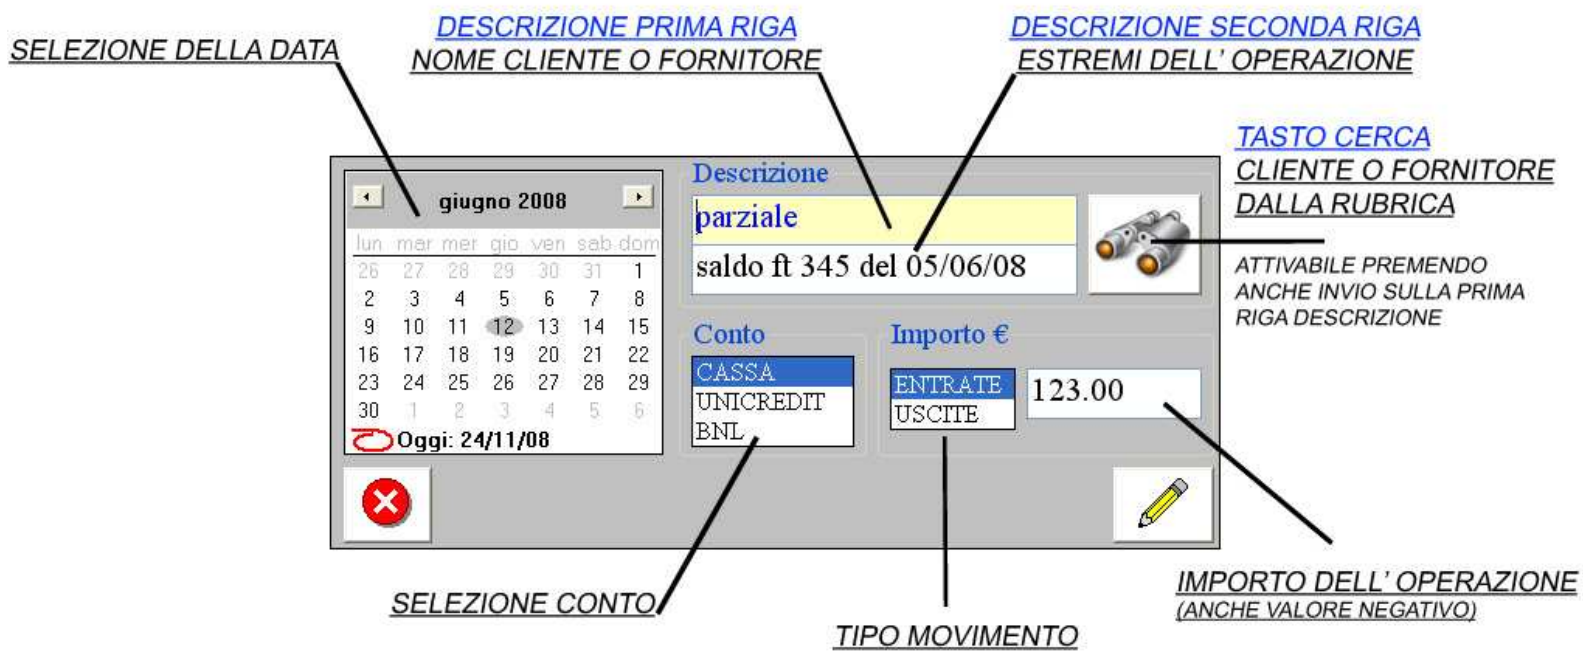 DESCRIZIONE PRIMA RIGA
NOME CLIENTE O FORNITORE
DESCRIZIONE SECONDA RIGA
ESTREMI DELL' OPERAZIONE
SELEZIONE DELLA DATA
TASTO CERCA
CLIENTE O FORNITORE
DALLA RUBRICA
ATTIVABILE PREMENDO
ANCHE INVIO SULLA PRIMA
RIGA DESCRIZIONE
giugno 2008
lun mar mer gio ven sab dom
26 27 28 29 30 31 1
2 3 4 5 6 7 8
9 10 11 12 13 14 15
16 17 18 19 20 21 22
23 24 25 26 27 28 29
30 1 2 3 4 5 6
Oggi: 24/11/08
Descrizione
parziale
saldo ft 345 del 05/06/08
Conto
CASSA
UNICREDIT
BNL
Importo €
ENTRATE
USCITE
123.00
SELEZIONE CONTO
TIPO MOVIMENTO
IMPORTO DELL' OPERAZIONE
(ANCHE VALORE NEGATIVO)